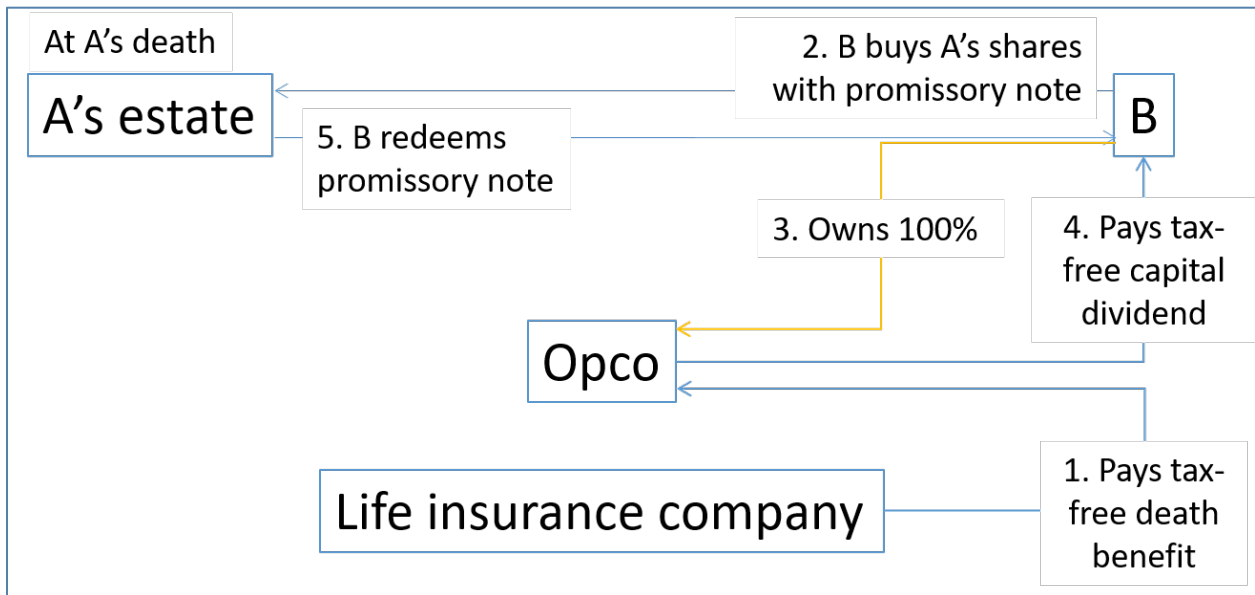 At A’s death
A’s estate
2. B buys A’s shares
with promissory note
B
5. B redeems
promissory note
3. Owns 100%
4. Pays tax-
free capital
dividend
Opco
Life insurance company
1. Pays tax-
free death
benefit